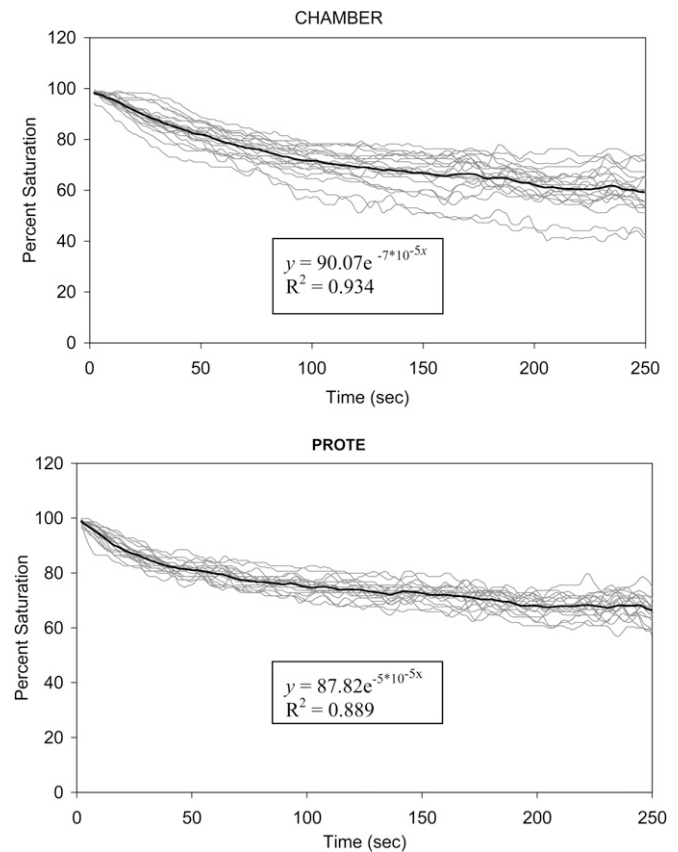 CHAMBER
120
100
80
60
40
20
0
Percent Saturation
y = 90.07e -7*10-5x
R2 = 0.934
0 50 100 150 200 250
Time (sec)
PROTE
120
100
80
60
40
20
0
Percent Saturation
y = 87.82e-5*10-5x
R2 = 0.889
0 50 100 150 200 250
Time (sec)